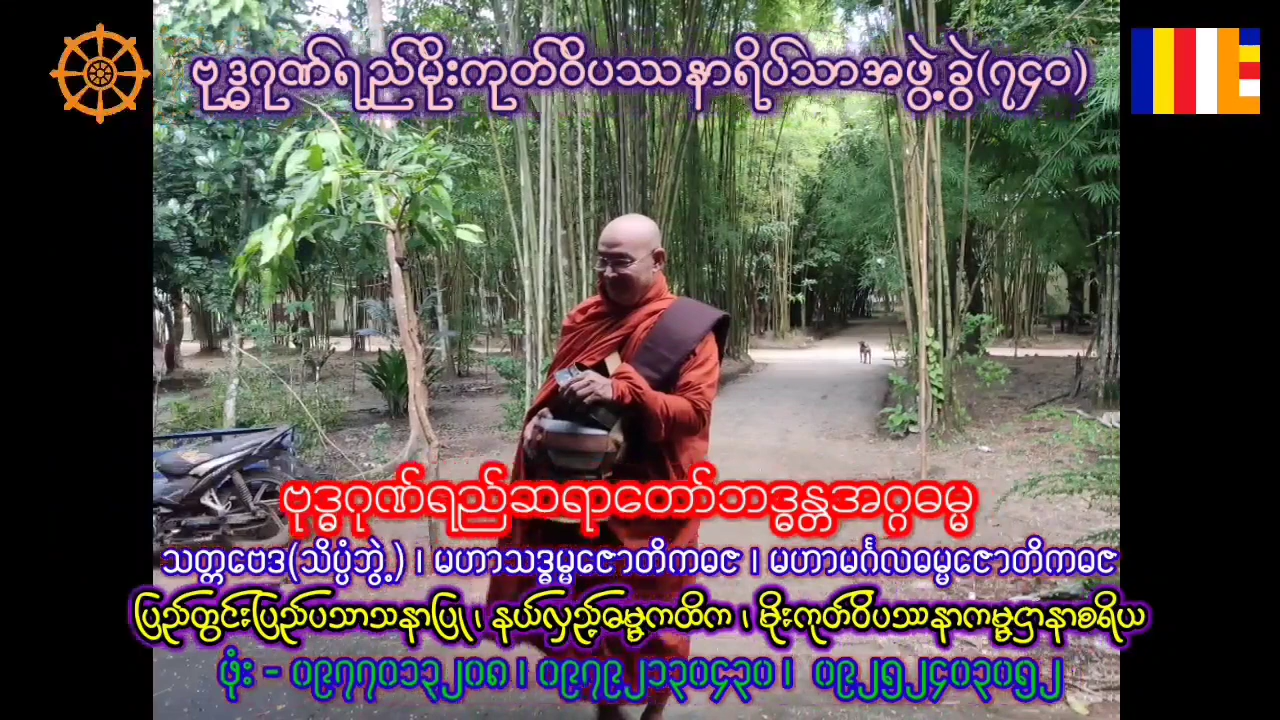 ဗုဒ္ဓဂုဏ်ရည်မိုးကုတ်ဝိပဿနာရိပ်သာအဖွဲ့ခွဲ(၇၄၀)
ဗုဒ္ဓဂုဏ်ရည်ဆရာတော်ဘဒ္ဒန္တအဂ္ဂဓမ္မ
သတ္တဗေဒ(သိပ္ပံဘွဲ့) ၊ မဟာသဒ္ဓမ္မဇောတိကဓဇ ၊ မဟာမင်္ဂလဓမ္မဇောတိကဓဇ
ပြည်တွင်းပြည်ပသာသနာပြု ၊ နယ်လှည့်ဓမ္မကထိက ၊ မိုးကုတ်ဝိပဿနာကမ္မဋ္ဌာနာစရိယ
ဖုံး - ၀၉၇၇၀၁၃၂၀၈ ၊ ၀၉၇၉၂၁၃၀၄၃၀ ၊ ၀၉၂၅၂၄၀၃၀၅၂